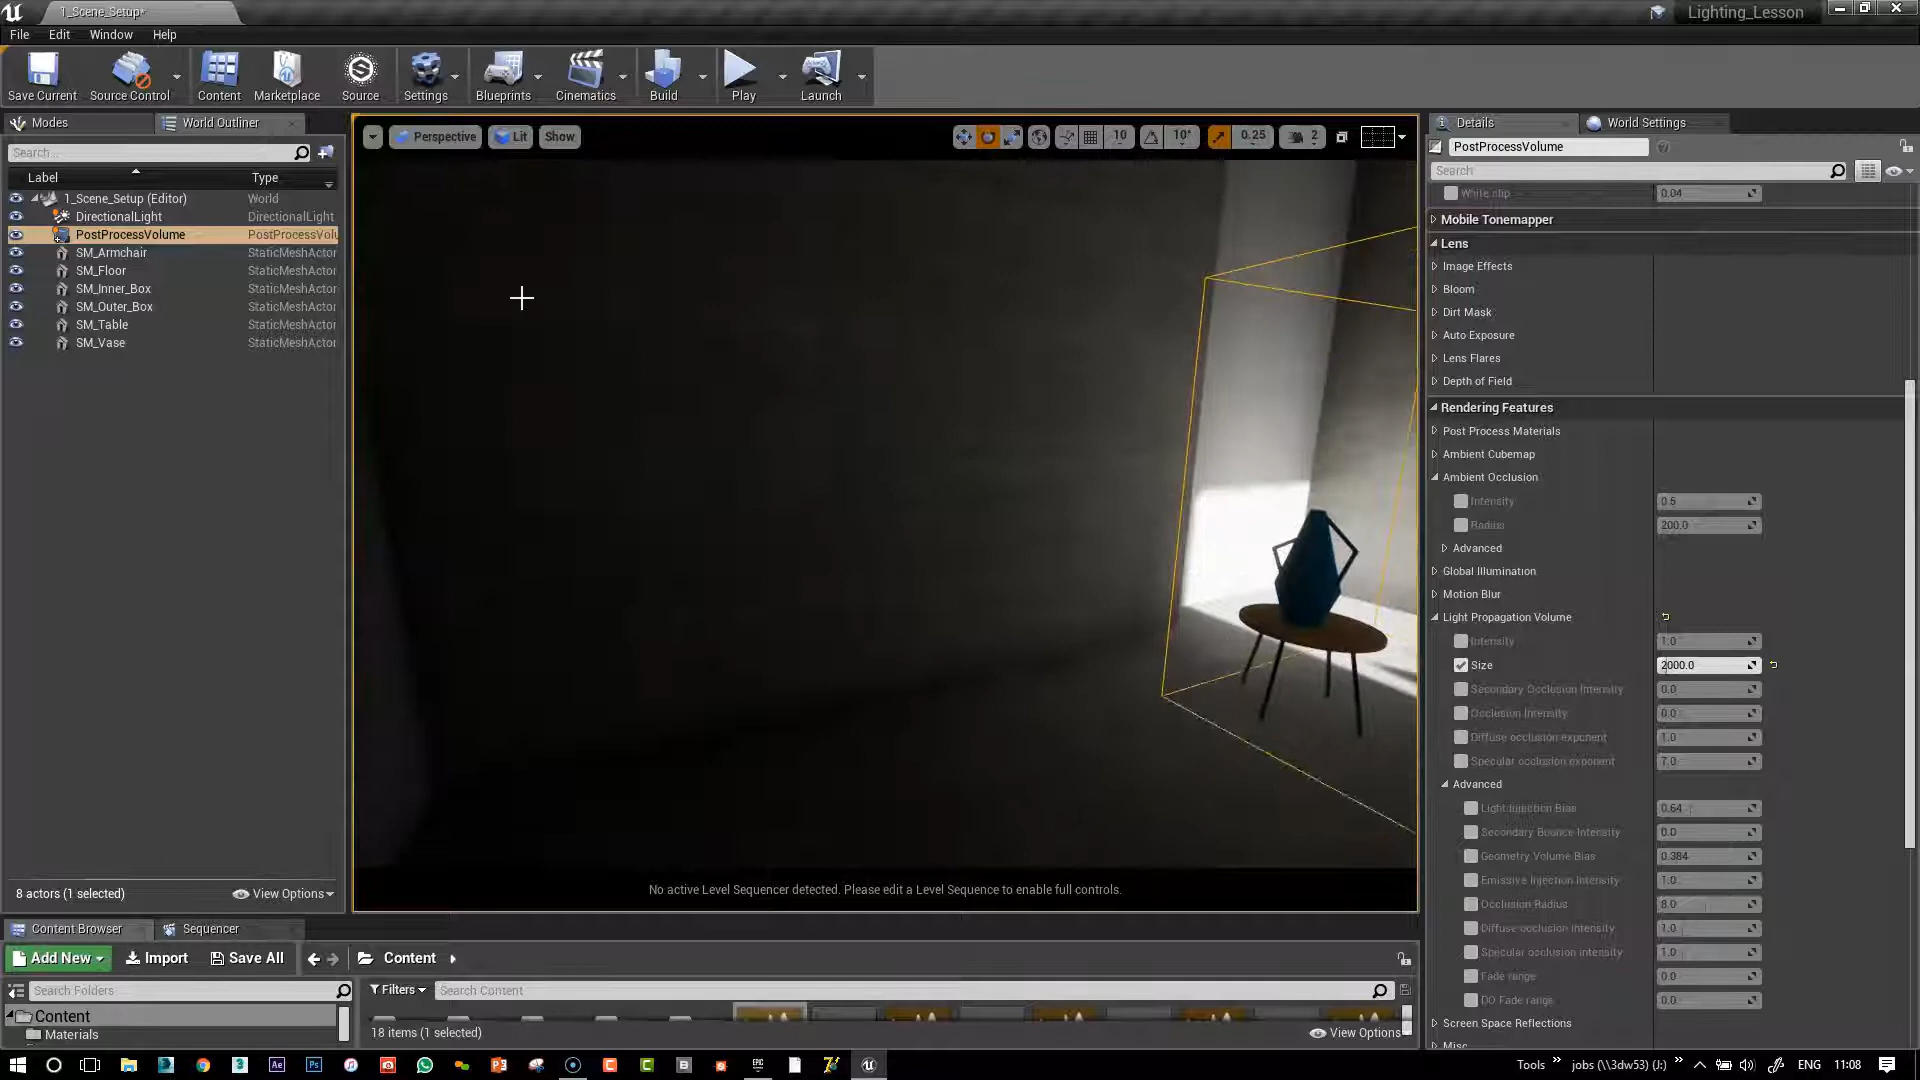 1_Scene_Setup*
Lighting_Lesson
File Edit Window Help
Save Current Source Control Content Marketplace Source Settings Blueprints Cinematics Build Play Launch
Modes World Outliner
Search...
Label Type
1_Scene_Setup (Editor) World
DirectionalLight DirectionalLight
PostProcessVolume PostProcessVolu
SM_Armchair StaticMeshActor
SM_Floor StaticMeshActor
SM_Inner_Box StaticMeshActor
SM_Outer_Box StaticMeshActor
SM_Table StaticMeshActor
SM_Vase StaticMeshActor
8 actors (1 selected) View Options
Perspective Lit Show 10 10° 0.25 2
No active Level Sequencer detected. Please edit a Level Sequence to enable full controls.
Details World Settings
PostProcessVolume
Search
White clip 0.04
Mobile Tonemapper
Lens
Image Effects
Bloom
Dirt Mask
Auto Exposure
Lens Flares
Depth of Field
Rendering Features
Post Process Materials
Ambient Cubemap
Ambient Occlusion
Intensity 0.5
Radius 200.0
Advanced
Global Illumination
Motion Blur
Light Propagation Volume
Intensity 1.0
Size 2000.0
Secondary Occlusion Intensity 0.0
Occlusion Intensity 0.0
Diffuse occlusion exponent 1.0
Specular occlusion exponent 7.0
Advanced
Light Injection Bias 0.64
Secondary Bounce Intensity 0.0
Geometry Volume Bias 0.384
Emissive Injection Intensity 1.0
Occlusion Radius 8.0
Diffuse occlusion intensity 1.0
Specular occlusion intensity 1.0
Fade range 0.0
DO Fade range 0.0
Screen Space Reflections
Misc
Content Browser Sequencer
Add New Import Save All Content
Search Folders Filters Search Content
Content
Materials
18 items (1 selected) View Options
Tools jobs (\\3dw53) (J:) ENG 11:08